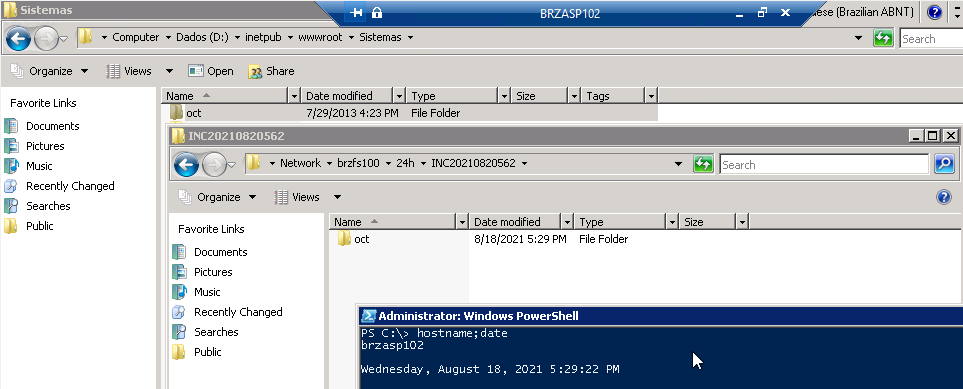 Sistemas
BRZASP102
ese (Brazilian ABNT)
Computer Dados (D:) inetpub wwwroot Sistemas
Search
Organize Views Open Share
Favorite Links
Name Date modified Type Size Tags
Documents
oct 7/29/2013 4:23 PM File Folder
Pictures
Music
Recently Changed
Searches
Public
INC20210820562
Network brzfs100 24h INC20210820562
Search
Organize Views
Favorite Links
Name Date modified Type Size
Documents
oct 8/18/2021 5:29 PM File Folder
Pictures
Music
Recently Changed
Searches
Public
Administrator: Windows PowerShell
PS C:\> hostname;date
brzasp102
Wednesday, August 18, 2021 5:29:22 PM